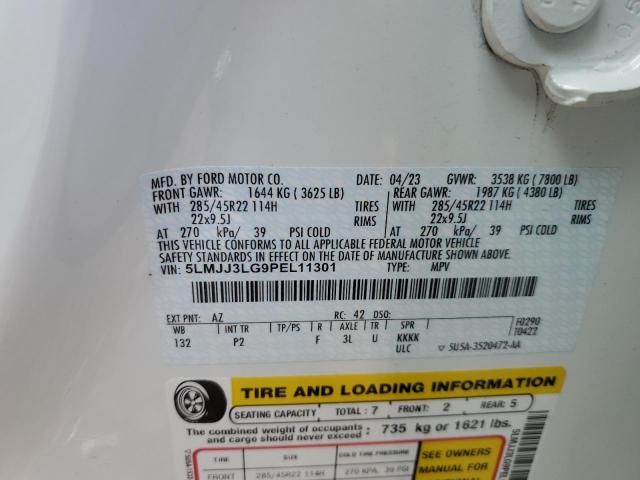 MFD. BY FORD MOTOR CO.
DATE: 04/23 GVWR: 3538 KG ( 7800 LB)
FRONT GAWR: 1644 KG ( 3625 LB) REAR GAWR: 1987 KG ( 4380 LB)
WITH 285/45R22 114H TIRES WITH 285/45R22 114H TIRES
22x9.5J RIMS 22x9.5J RIMS
AT 270 kPa/ 39 PSI COLD AT 270 kPa/ 39 PSI COLD
THIS VEHICLE CONFORMS TO ALL APPLICABLE FEDERAL MOTOR VEHICLE
SAFETY STANDARDS IN EFFECT ON THE DATE OF MANUFACTURE SHOWN ABOVE.
VIN: 5LMJJ3LG9PEL11301 TYPE: MPV
EXT PNT: AZ RC: 42 DSO: F0290
WB INT TR TP/PS R AXLE TR SPR T0422
132 P2 F 3L U KKKK
ULC 5U5A-3520472-AA
TIRE AND LOADING INFORMATION
SEATING CAPACITY TOTAL : 7 FRONT: 2 REAR: 5
The combined weight of occupants
and cargo should never exceed : 735 kg or 1621 lbs.
TIRE SIZE COLD TIRE PRESSURE SEE OWNERS
MANUAL FOR
FRONT 285/45R22 114H 270 KPA, 39 PSI
ADDITIONAL